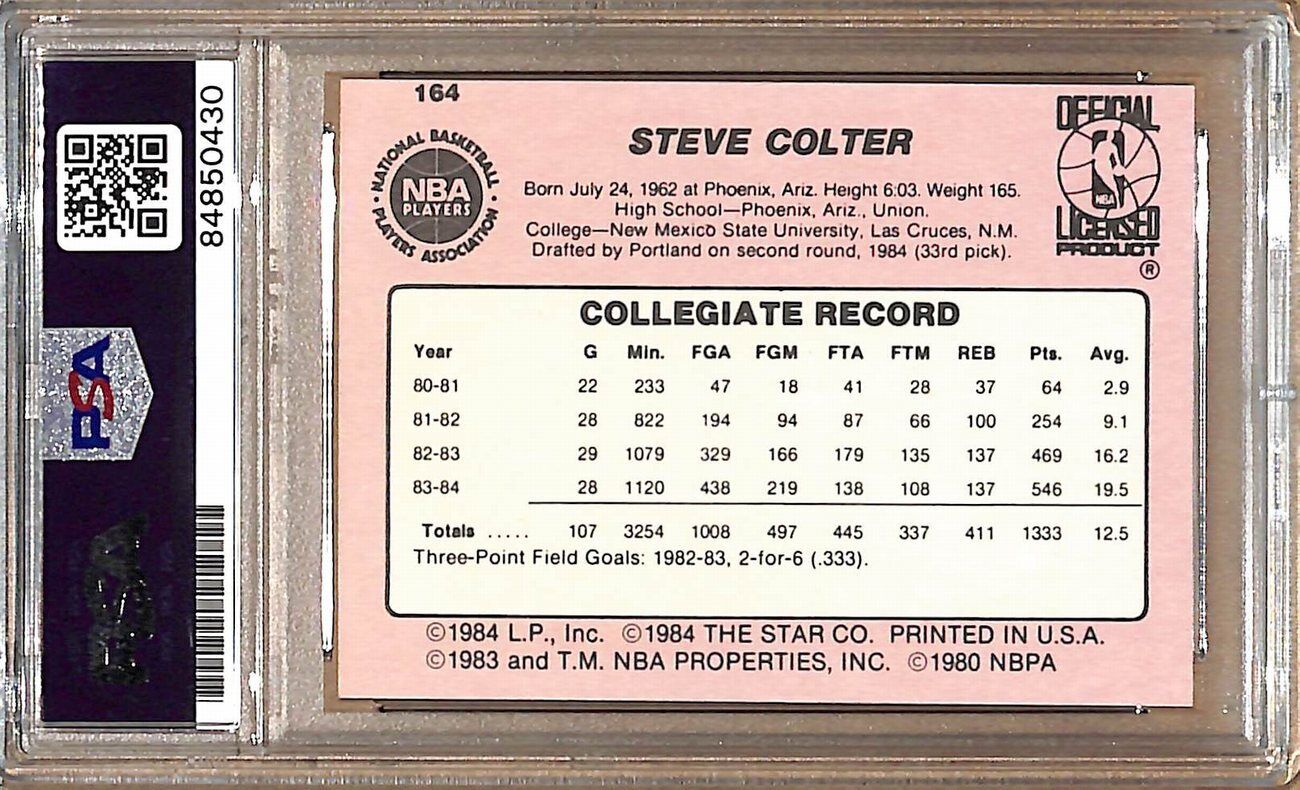 84850430
PSA
164
NATIONAL BASKETBALL
NBA
PLAYERS
PLAYERS ASSOCIATION
STEVE COLTER
Born July 24, 1962 at Phoenix, Ariz. Height 6:03. Weight 165.
High School—Phoenix, Ariz., Union.
College—New Mexico State University, Las Cruces, N.M.
Drafted by Portland on second round, 1984 (33rd pick).
OFFICIAL
NBA
LICENSED
PRODUCT
®
COLLEGIATE RECORD
Year G Min. FGA FGM FTA FTM REB Pts. Avg.
80-81 22 233 47 18 41 28 37 64 2.9
81-82 28 822 194 94 87 66 100 254 9.1
82-83 29 1079 329 166 179 135 137 469 16.2
83-84 28 1120 438 219 138 108 137 546 19.5
Totals ..... 107 3254 1008 497 445 337 411 1333 12.5
Three-Point Field Goals: 1982-83, 2-for-6 (.333).
©1984 L.P., Inc. ©1984 THE STAR CO. PRINTED IN U.S.A.
©1983 and T.M. NBA PROPERTIES, INC. ©1980 NBPA